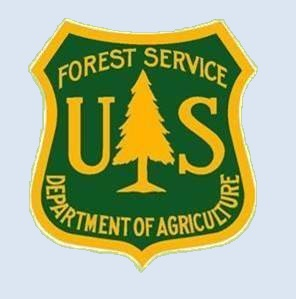 FOREST SERVICE
U S
DEPARTMENT OF AGRICULTURE